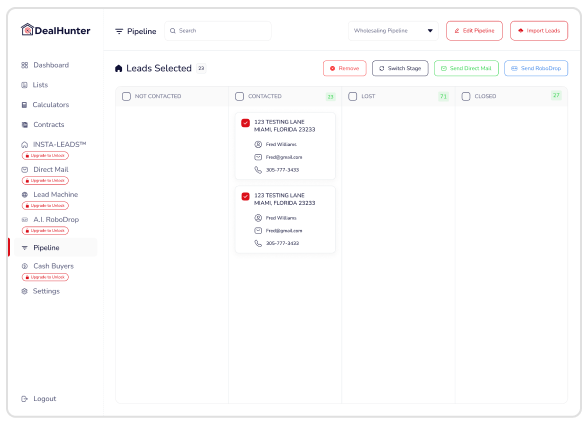 DealHunter
Pipeline
Search
Wholesaling Pipeline
Edit Pipeline
Import Leads
Dashboard
Lists
Calculators
Contracts
INSTA-LEADS™
Upgrade to Unlock
Direct Mail
Upgrade to Unlock
Lead Machine
Upgrade to Unlock
A.I. RoboDrop
Upgrade to Unlock
Pipeline
Cash Buyers
Upgrade to Unlock
Settings
Logout
Leads Selected 23
Remove
Switch Stage
Send Direct Mail
Send RoboDrop
NOT CONTACTED
CONTACTED 23
LOST 71
CLOSED 27
123 TESTING LANE
MIAMI, FLORIDA 23233
Fred Williams
Fred@gmail.com
305-777-3433
123 TESTING LANE
MIAMI, FLORIDA 23233
Fred Williams
Fred@gmail.com
305-777-3433